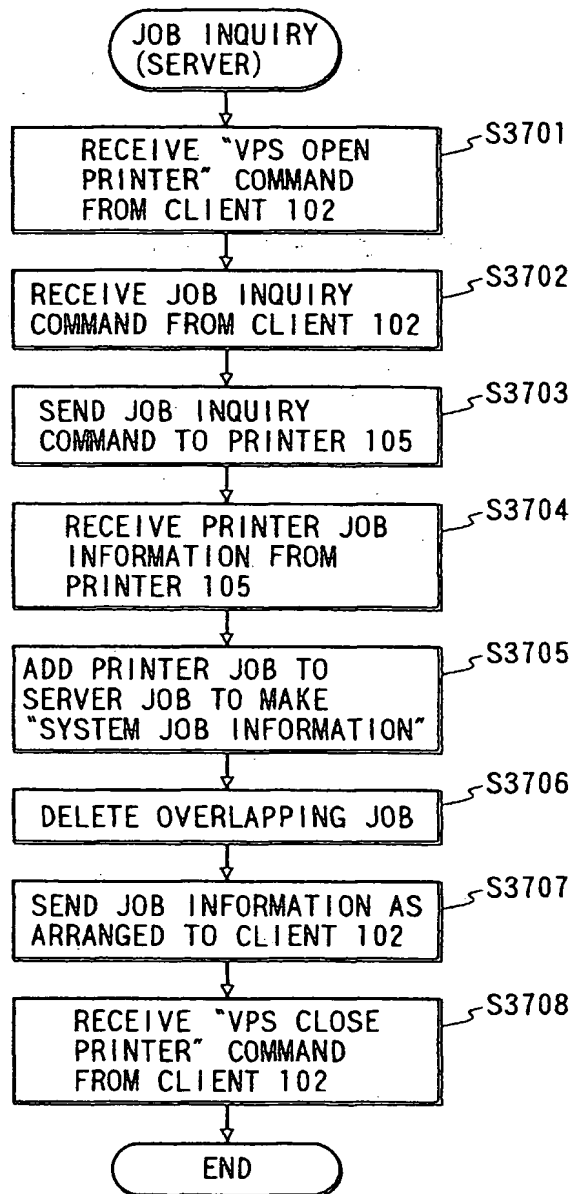 JOB INQUIRY
(SERVER)
S3701
RECEIVE "VPS OPEN
PRINTER" COMMAND
FROM CLIENT 102
S3702
RECEIVE JOB INQUIRY
COMMAND FROM CLIENT 102
S3703
SEND JOB INQUIRY
COMMAND TO PRINTER 105
S3704
RECEIVE PRINTER JOB
INFORMATION FROM
PRINTER 105
S3705
ADD PRINTER JOB TO
SERVER JOB TO MAKE
"SYSTEM JOB INFORMATION"
S3706
DELETE OVERLAPPING JOB
S3707
SEND JOB INFORMATION AS
ARRANGED TO CLIENT 102
S3708
RECEIVE "VPS CLOSE
PRINTER" COMMAND
FROM CLIENT 102
END